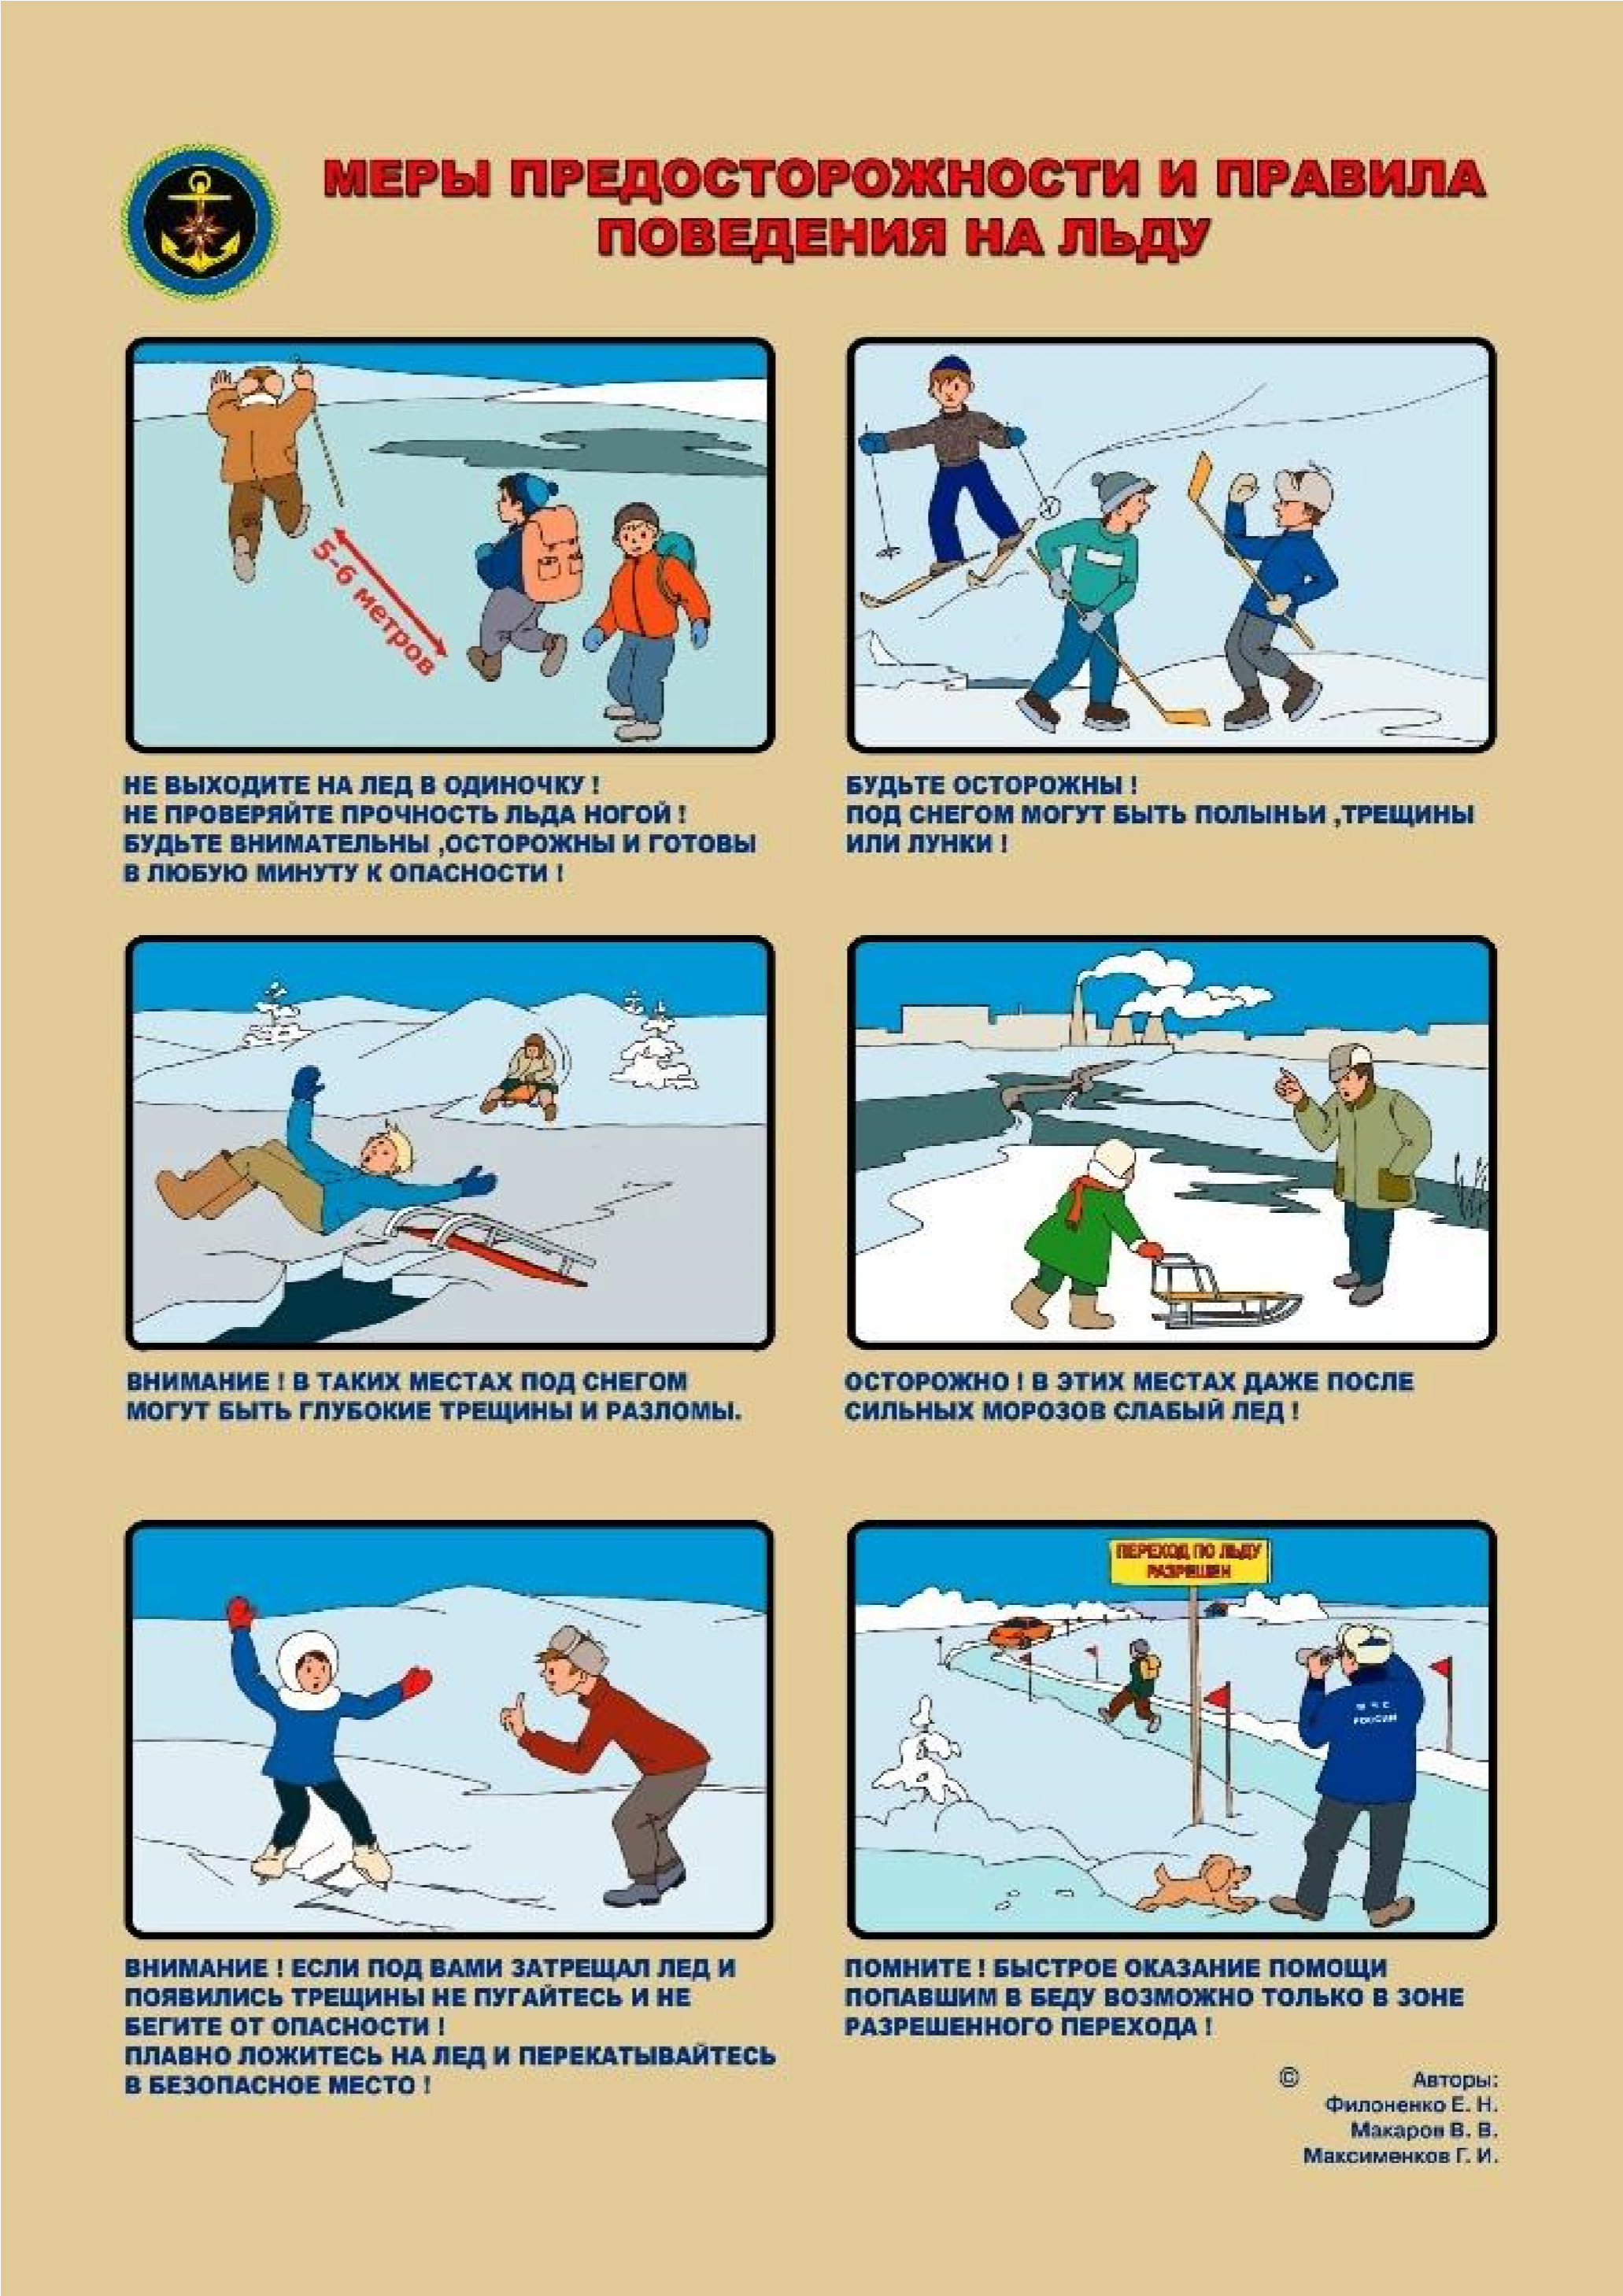 МЕРЫ ПРЕДОСТОРОЖНОСТИ И ПРАВИЛА
ПОВЕДЕНИЯ НА ЛЬДУ
5-6 метров
НЕ ВЫХОДИТЕ НА ЛЕД В ОДИНОЧКУ !
НЕ ПРОВЕРЯЙТЕ ПРОЧНОСТЬ ЛЬДА НОГОЙ !
БУДЬТЕ ВНИМАТЕЛЬНЫ ,ОСТОРОЖНЫ И ГОТОВЫ
В ЛЮБУЮ МИНУТУ К ОПАСНОСТИ !
БУДЬТЕ ОСТОРОЖНЫ !
ПОД СНЕГОМ МОГУТ БЫТЬ ПОЛЫНЬИ ,ТРЕЩИНЫ
ИЛИ ЛУНКИ !
ВНИМАНИЕ ! В ТАКИХ МЕСТАХ ПОД СНЕГОМ
МОГУТ БЫТЬ ГЛУБОКИЕ ТРЕЩИНЫ И РАЗЛОМЫ.
ОСТОРОЖНО ! В ЭТИХ МЕСТАХ ДАЖЕ ПОСЛЕ
СИЛЬНЫХ МОРОЗОВ СЛАБЫЙ ЛЕД !
ПЕРЕХОД ПО ЛЬДУ
РАЗРЕШЕН
М Ч С
РОССИИ
ВНИМАНИЕ ! ЕСЛИ ПОД ВАМИ ЗАТРЕЩАЛ ЛЕД И
ПОЯВИЛИСЬ ТРЕЩИНЫ НЕ ПУГАЙТЕСЬ И НЕ
БЕГИТЕ ОТ ОПАСНОСТИ !
ПЛАВНО ЛОЖИТЕСЬ НА ЛЕД И ПЕРЕКАТЫВАЙТЕСЬ
В БЕЗОПАСНОЕ МЕСТО !
ПОМНИТЕ ! БЫСТРОЕ ОКАЗАНИЕ ПОМОЩИ
ПОПАВШИМ В БЕДУ ВОЗМОЖНО ТОЛЬКО В ЗОНЕ
РАЗРЕШЕННОГО ПЕРЕХОДА !
© Авторы:
Филоненко Е. Н.
Макаров В. В.
Максименков Г. И.